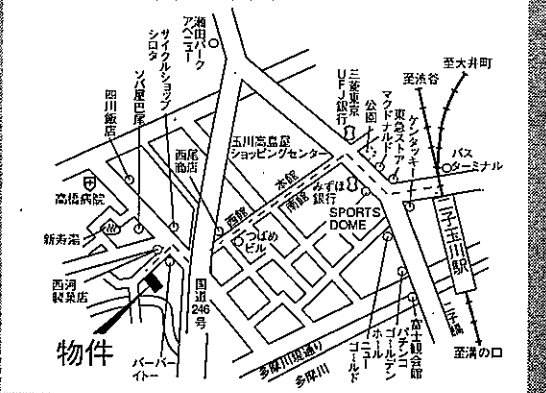 瀬田パーク
アベニュー
サイクルショップ
シロタ
ソバ屋巴尾
四川飯店
高橋病院
新寿湯
西河
製菓店
物件
バーバー
イトー
西尾
商店
玉川高島屋
ショッピングセンター
本館
南館
西館
つばめ
ビル
国道
246
号
三菱東京
UFJ銀行
公園
マクドナルド
東急ストア
ケンタッキー
みずほ
銀行
SPORTS
DOME
至渋谷
至大井町
バス
ターミナル
二子玉川駅
二子橋
至溝の口
富士観会館
パチンコ
ゴールデン
ホール
ニュー
ゴールド
多摩川堤通り
多摩川